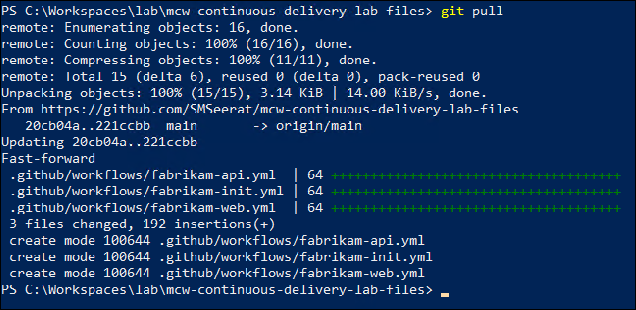 PS C:\Workspaces\lab\mcw-continuous-delivery-lab-files> git pull
remote: Enumerating objects: 16, done.
remote: Counting objects: 100% (16/16), done.
remote: Compressing objects: 100% (11/11), done.
remote: Total 15 (delta 6), reused 0 (delta 0), pack-reused 0
Unpacking objects: 100% (15/15), 3.14 KiB | 14.00 KiB/s, done.
From https://github.com/SMSeerat/mcw-continuous-delivery-lab-files
20cb04a..221ccbb main -> origin/main
Updating 20cb04a..221ccbb
Fast-forward
.github/workflows/fabrikam-api.yml | 64 ++++++++++++++++++++++++++++++++++++++++
.github/workflows/fabrikam-init.yml | 64 ++++++++++++++++++++++++++++++++++++++++
.github/workflows/fabrikam-web.yml | 64 ++++++++++++++++++++++++++++++++++++++++
3 files changed, 192 insertions(+)
create mode 100644 .github/workflows/fabrikam-api.yml
create mode 100644 .github/workflows/fabrikam-init.yml
create mode 100644 .github/workflows/fabrikam-web.yml
PS C:\Workspaces\lab\mcw-continuous-delivery-lab-files> _